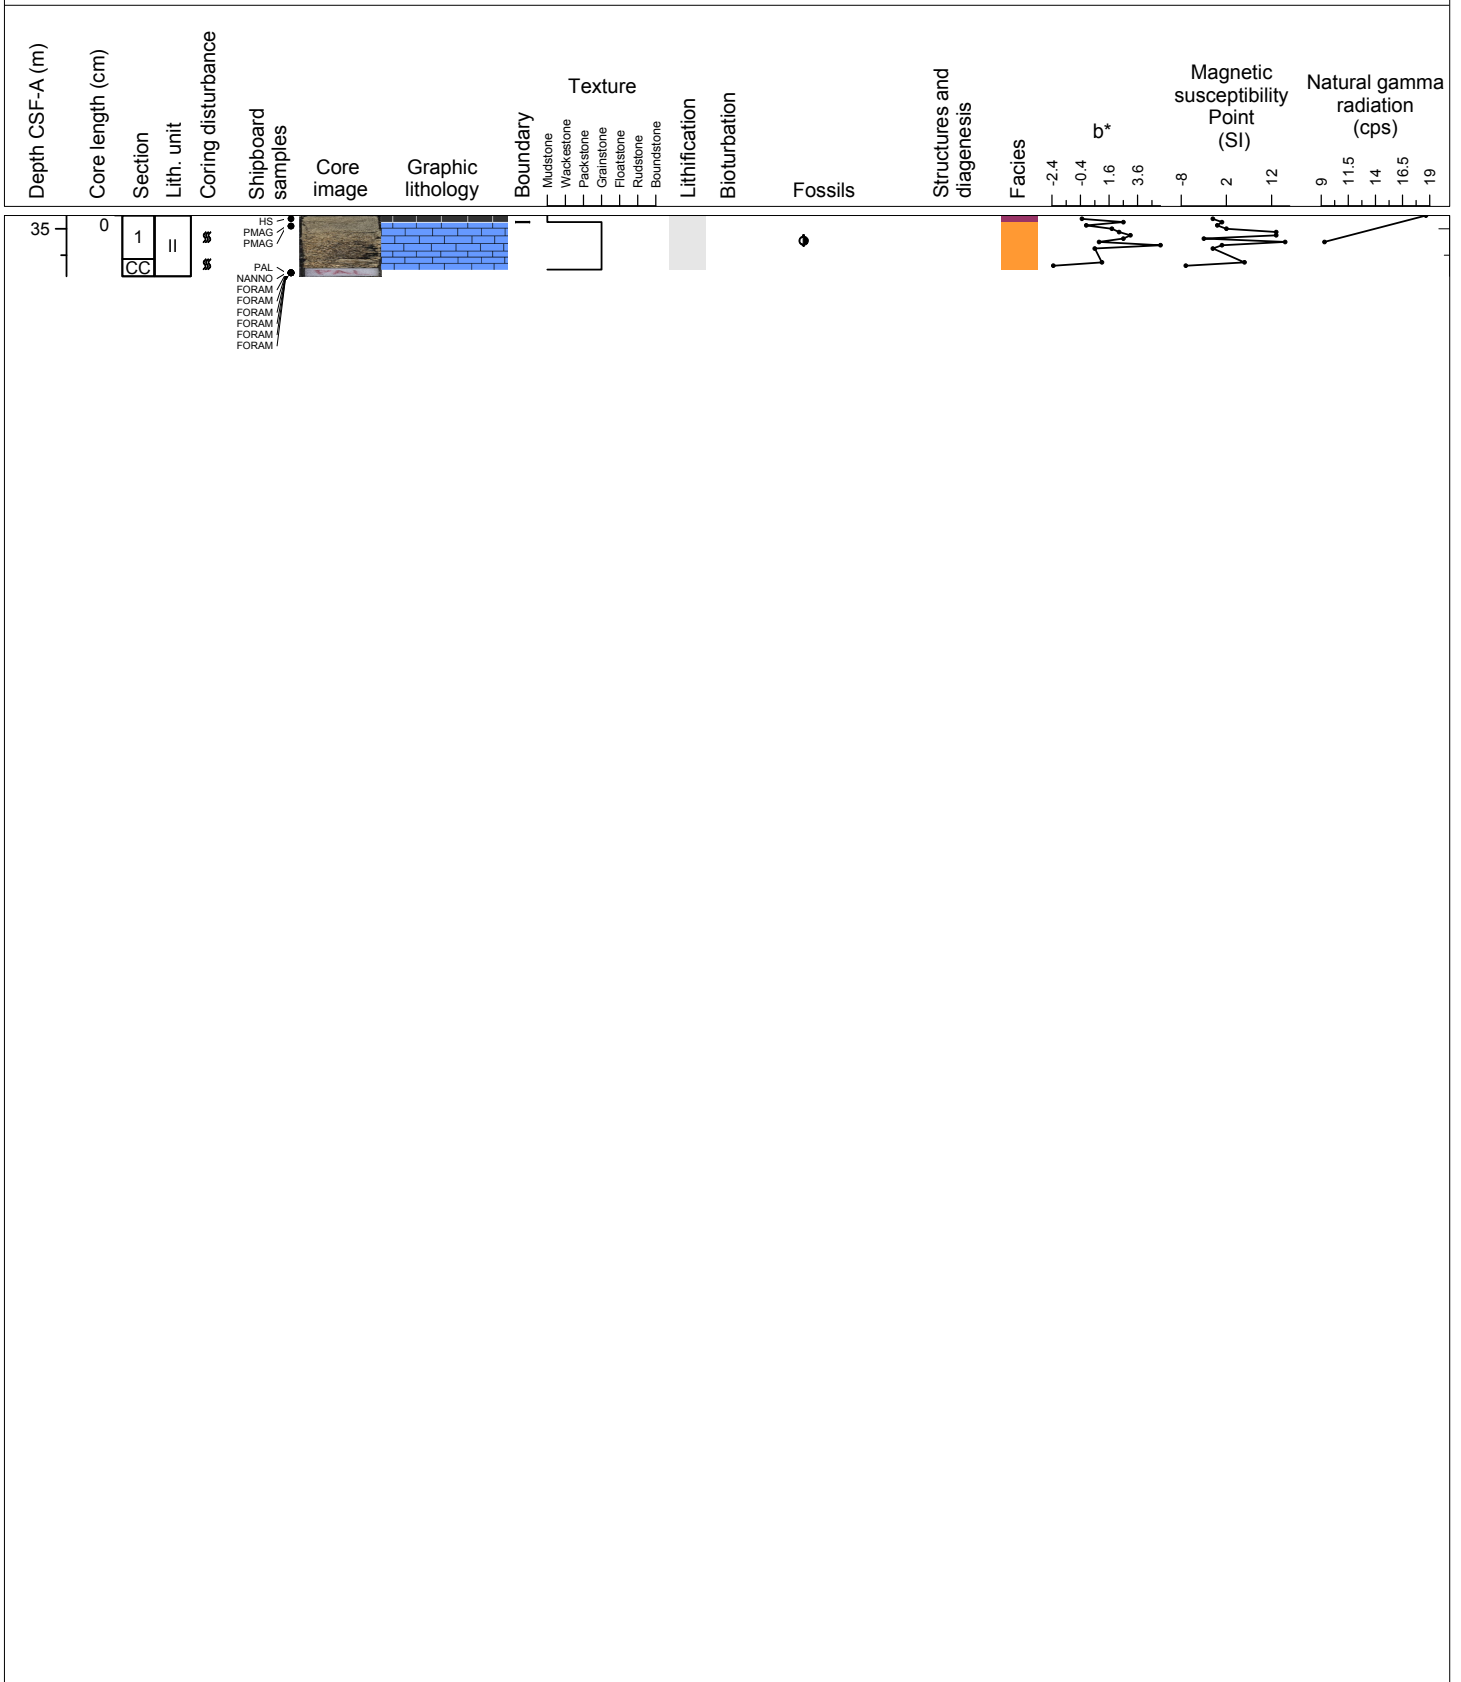 Depth CSF-A (m)
Core length (cm)
Section
Lith. unit
Coring disturbance
Shipboard
samples
Core
image
Graphic
lithology
Boundary
Texture
Mudstone
Wackestone
Packstone
Grainstone
Floatstone
Rudstone
Boundstone
Lithification
Bioturbation
Fossils
Structures and
diagenesis
Facies
b*
-2.4
-0.4
1.6
3.6
Magnetic
susceptibility
Point
(SI)
-8
2
12
Natural gamma
radiation
(cps)
9
11.5
14
16.5
19
35
0
1
CC
II
HS
PMAG
PMAG
PAL
NANNO
FORAM
FORAM
FORAM
FORAM
FORAM
FORAM
PAL